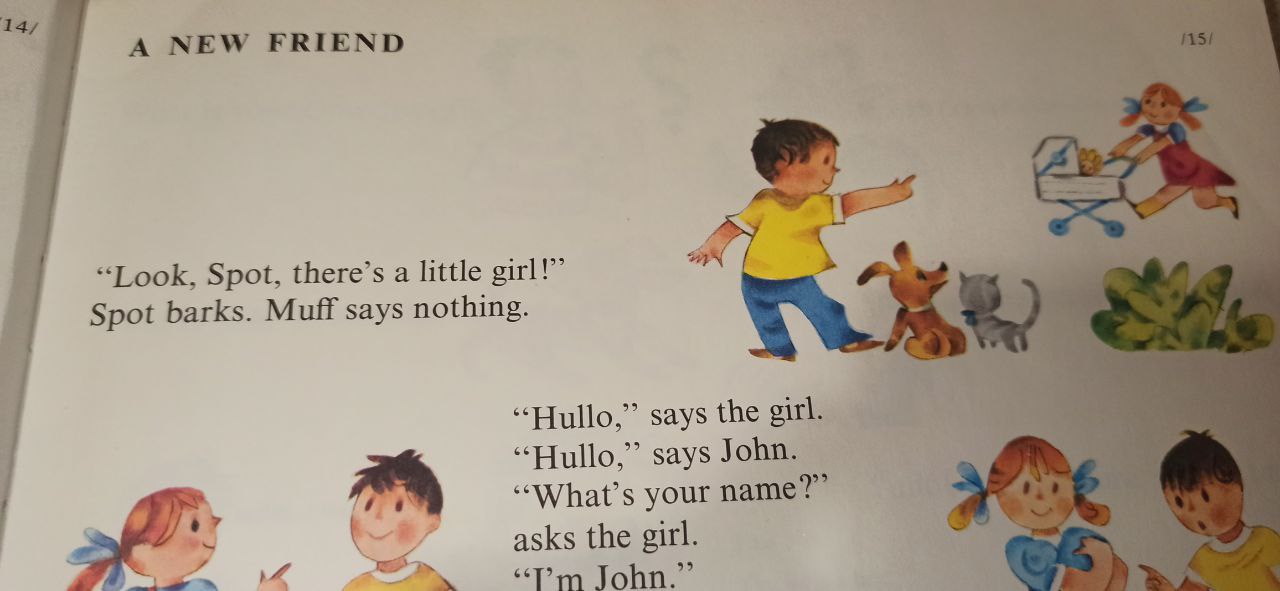 /14/
A NEW FRIEND
/15/
“Look, Spot, there’s a little girl!”
Spot barks. Muff says nothing.
“Hullo,” says the girl.
“Hullo,” says John.
“What’s your name?”
asks the girl.
“I’m John.”